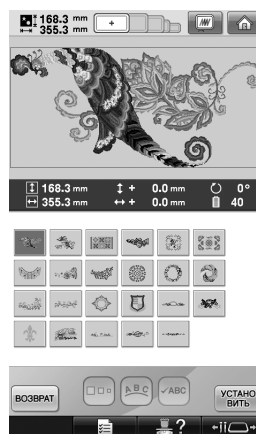 168.3 mm
355.3 mm
168.3 mm + 0.0 mm 0°
355.3 mm + 0.0 mm 40
ВОЗВРАТ ABC ✓ABC УСТАНО
ВИТЬ
?